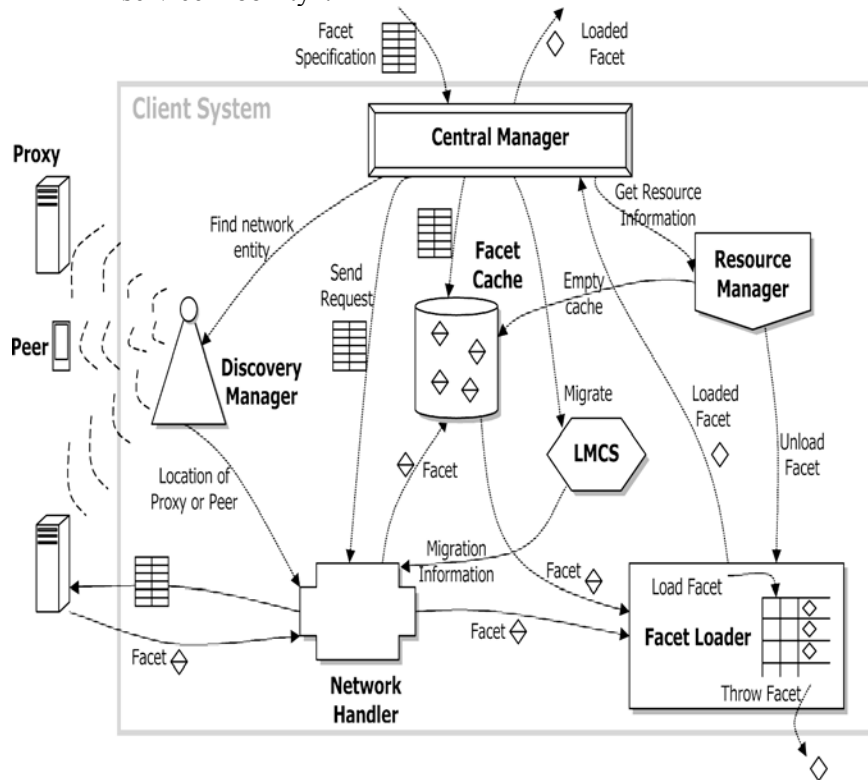 service
Facet
Specification
Loaded
Facet
Client System
Central Manager
Proxy
Find network
entity
Get Resource
Information
Send
Request
Facet
Cache
Empty
cache
Resource
Manager
Peer
Discovery
Manager
Migrate
Loaded
Facet
Unload
Facet
LMCS
Location of
Proxy or Peer
Facet
Migration
Information
Facet
Load Facet
Facet
Facet
Facet Loader
Throw Facet
Network
Handler